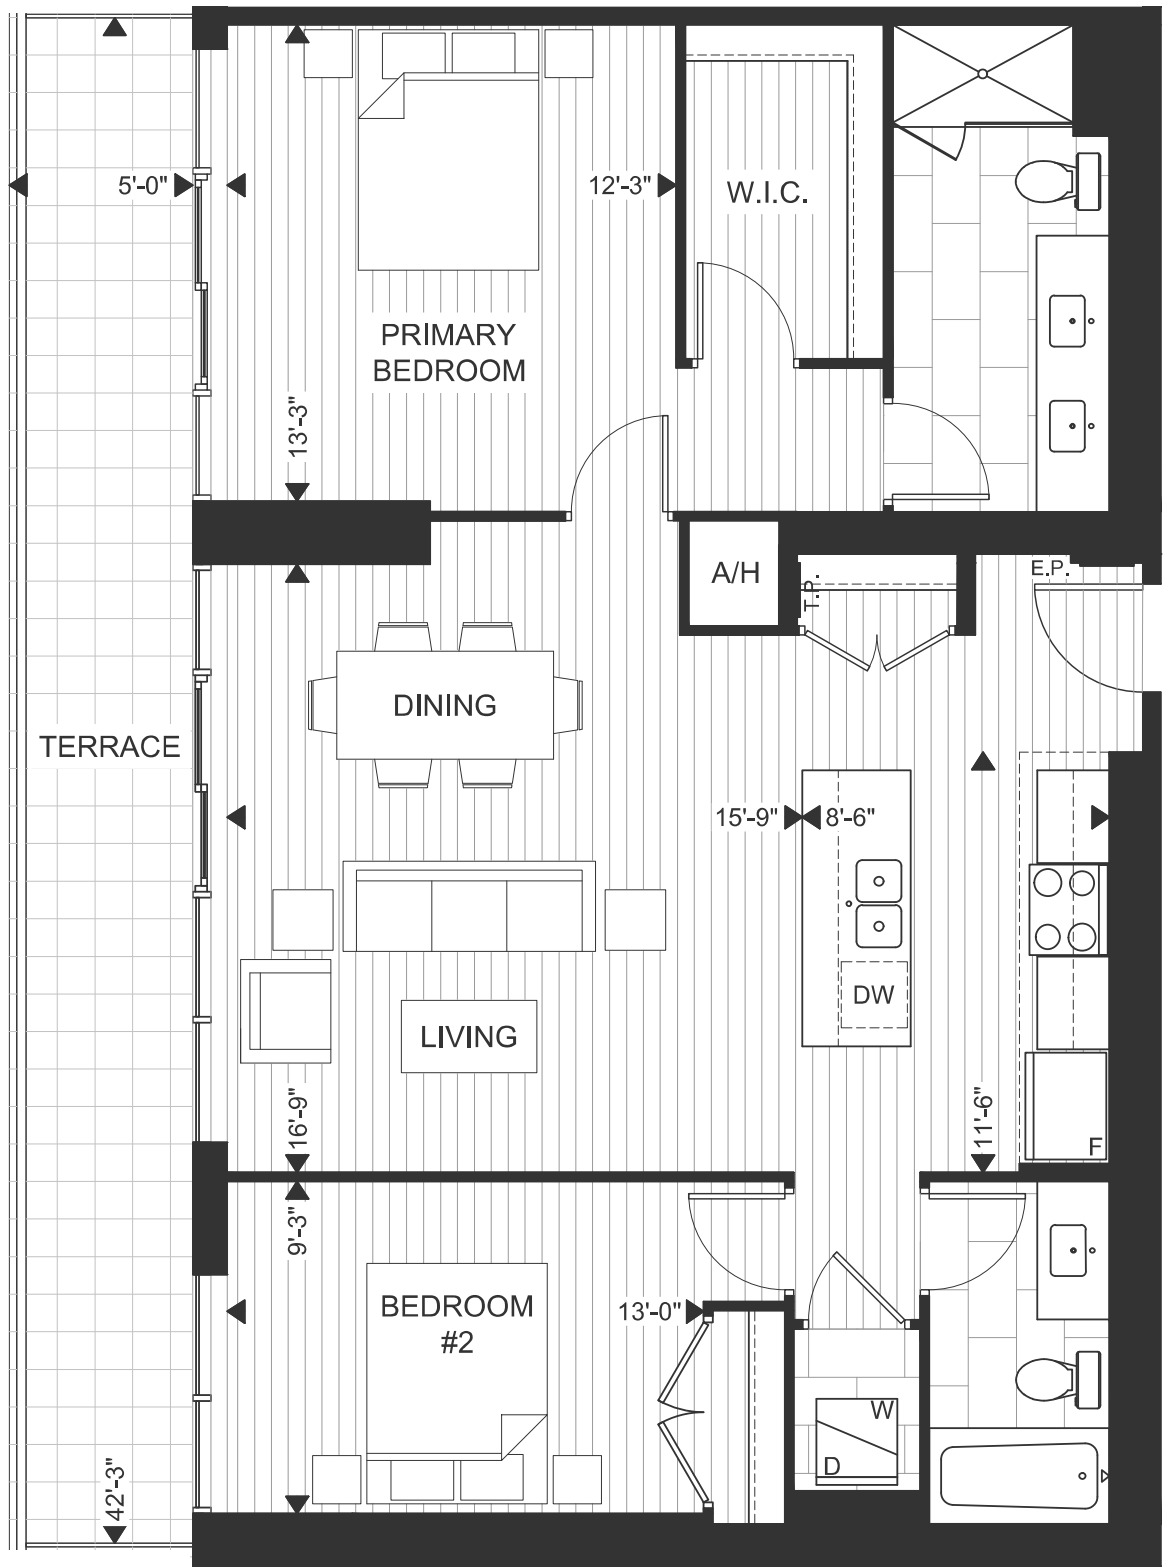 5'-0"
12'-3"
W.I.C.
PRIMARY
BEDROOM
13'-3"
A/H
T.P.
E.P.
DINING
TERRACE
15'-9"
8'-6"
DW
LIVING
16'-9"
11'-6"
F
9'-3"
BEDROOM
#2
13'-0"
W
D
42'-3"